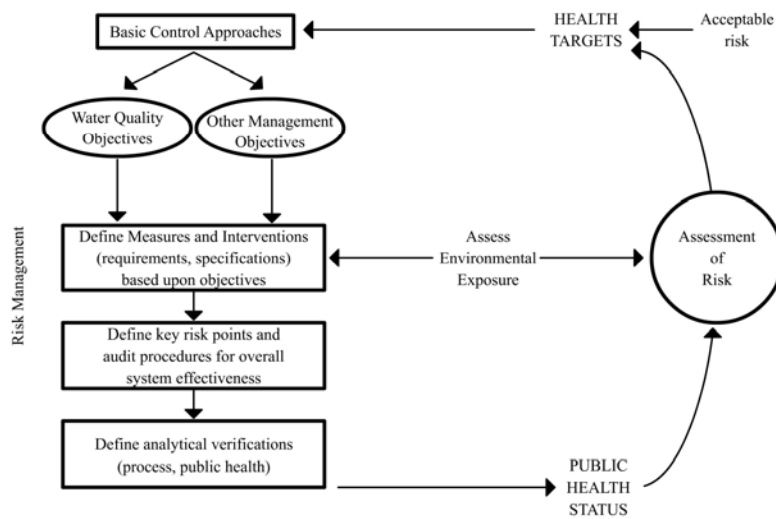 Basic Control Approaches
HEALTH
TARGETS
Acceptable
risk
Water Quality
Objectives
Other Management
Objectives
Risk Management
Define Measures and Interventions
(requirements, specifications)
based upon objectives
Assess
Environmental
Exposure
Assessment
of
Risk
Define key risk points and
audit procedures for overall
system effectiveness
Define analytical verifications
(process, public health)
PUBLIC
HEALTH
STATUS